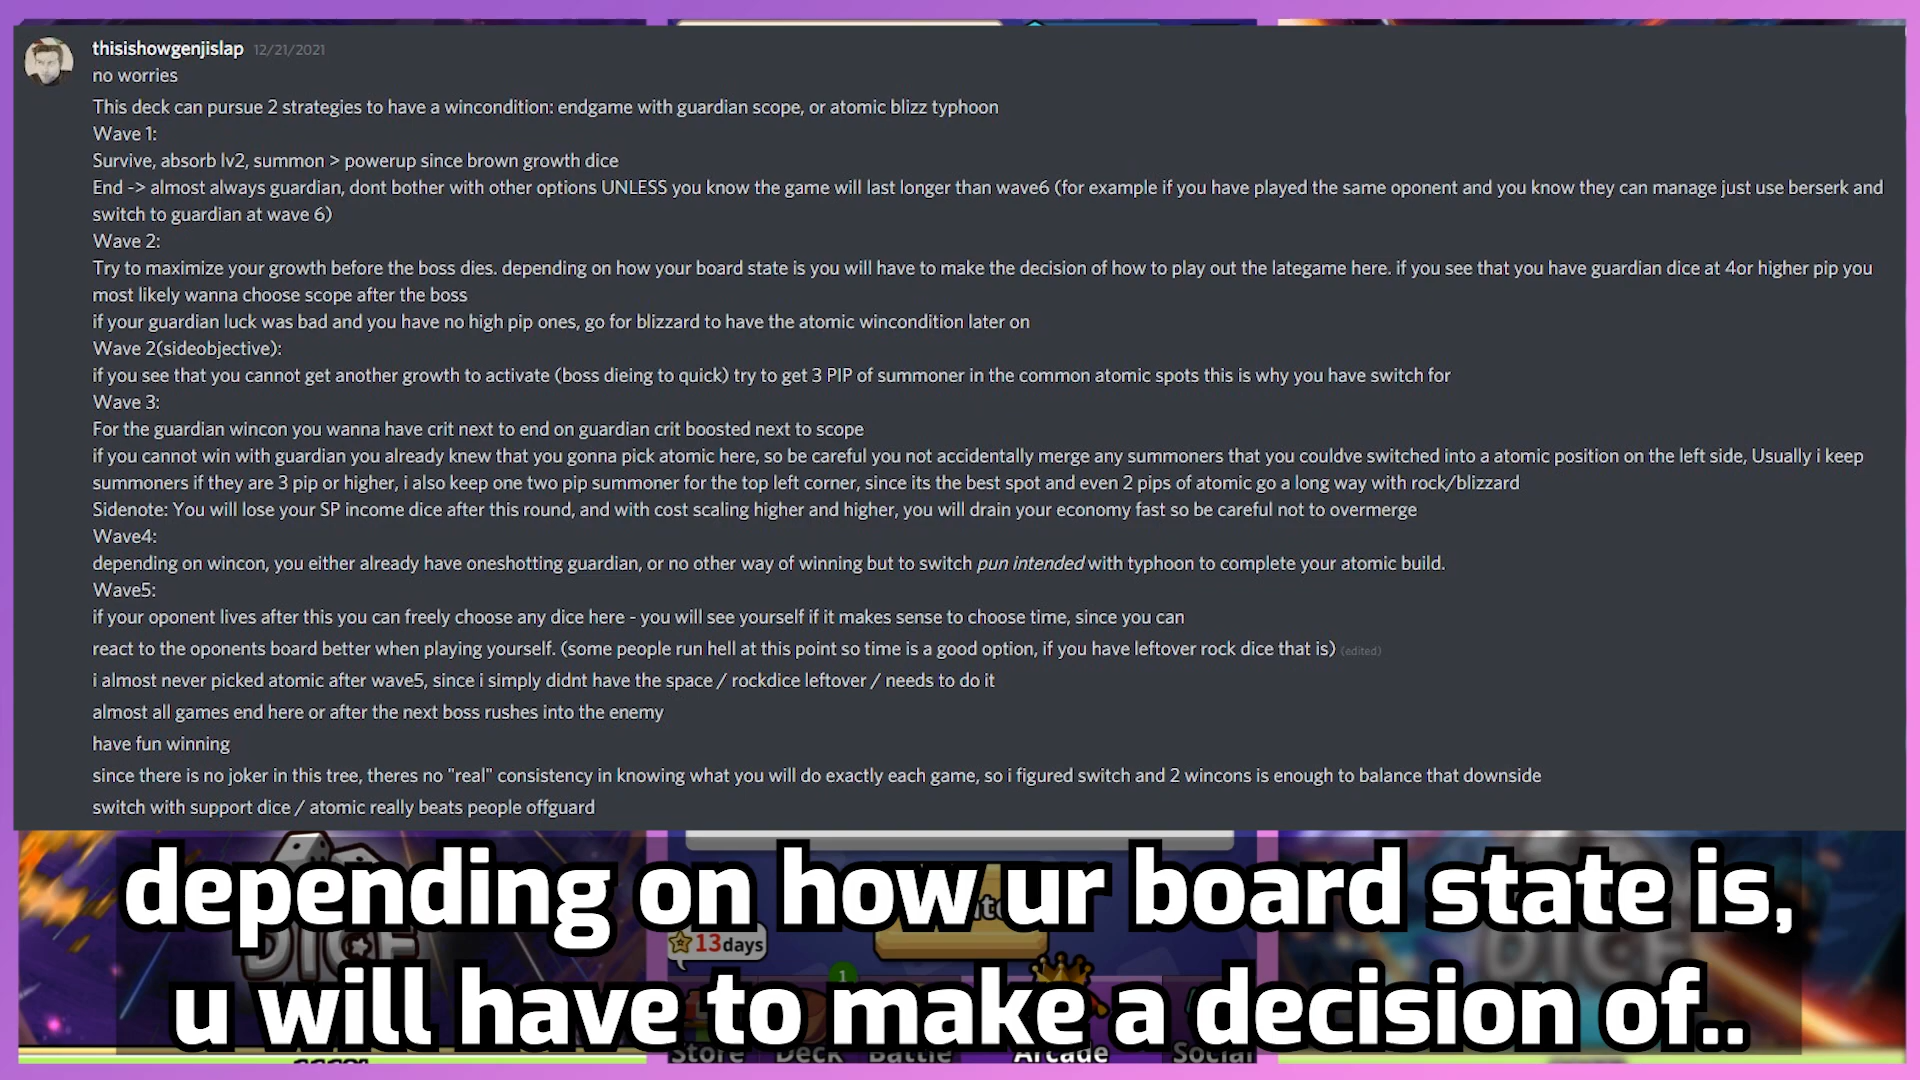 thisishowgenjislap 12/21/2021
no worries
This deck can pursue 2 strategies to have a wincondition: endgame with guardian scope, or atomic blizz typhoon
Wave 1:
Survive, absorb lv2, summon > powerup since brown growth dice
End -> almost always guardian, dont bother with other options UNLESS you know the game will last longer than wave6 (for example if you have played the same oponent and you know they can manage just use berserk and
switch to guardian at wave 6)
Wave 2:
Try to maximize your growth before the boss dies. depending on how your board state is you will have to make the decision of how to play out the lategame here. if you see that you have guardian dice at 4or higher pip you
most likely wanna choose scope after the boss
if your guardian luck was bad and you have no high pip ones, go for blizzard to have the atomic wincondition later on
Wave 2(sideobjective):
if you see that you cannot get another growth to activate (boss dieing to quick) try to get 3 PIP of summoner in the common atomic spots this is why you have switch for
Wave 3:
For the guardian wincon you wanna have crit next to end on guardian crit boosted next to scope
if you cannot win with guardian you already knew that you gonna pick atomic here, so be careful you not accidentally merge any summoners that you couldve switched into a atomic position on the left side, Usually i keep
summoners if they are 3 pip or higher, i also keep one two pip summoner for the top left corner, since its the best spot and even 2 pips of atomic go a long way with rock/blizzard
Sidenote: You will lose your SP income dice after this round, and with cost scaling higher and higher, you will drain your economy fast so be careful not to overmerge
Wave4:
depending on wincon, you either already have oneshotting guardian, or no other way of winning but to switch pun intended with typhoon to complete your atomic build.
Wave5:
if your oponent lives after this you can freely choose any dice here - you will see yourself if it makes sense to choose time, since you can
react to the oponents board better when playing yourself. (some people run hell at this point so time is a good option, if you have leftover rock dice that is) (edited)
i almost never picked atomic after wave5, since i simply didnt have the space / rockdice leftover / needs to do it
almost all games end here or after the next boss rushes into the enemy
have fun winning
since there is no joker in this tree, theres no "real" consistency in knowing what you will do exactly each game, so i figured switch and 2 wincons is enough to balance that downside
switch with support dice / atomic really beats people offguard
depending on how ur board state is,
DICE
13days
1
u will have to make a decision of..
Store Deck Battle Arcade Social